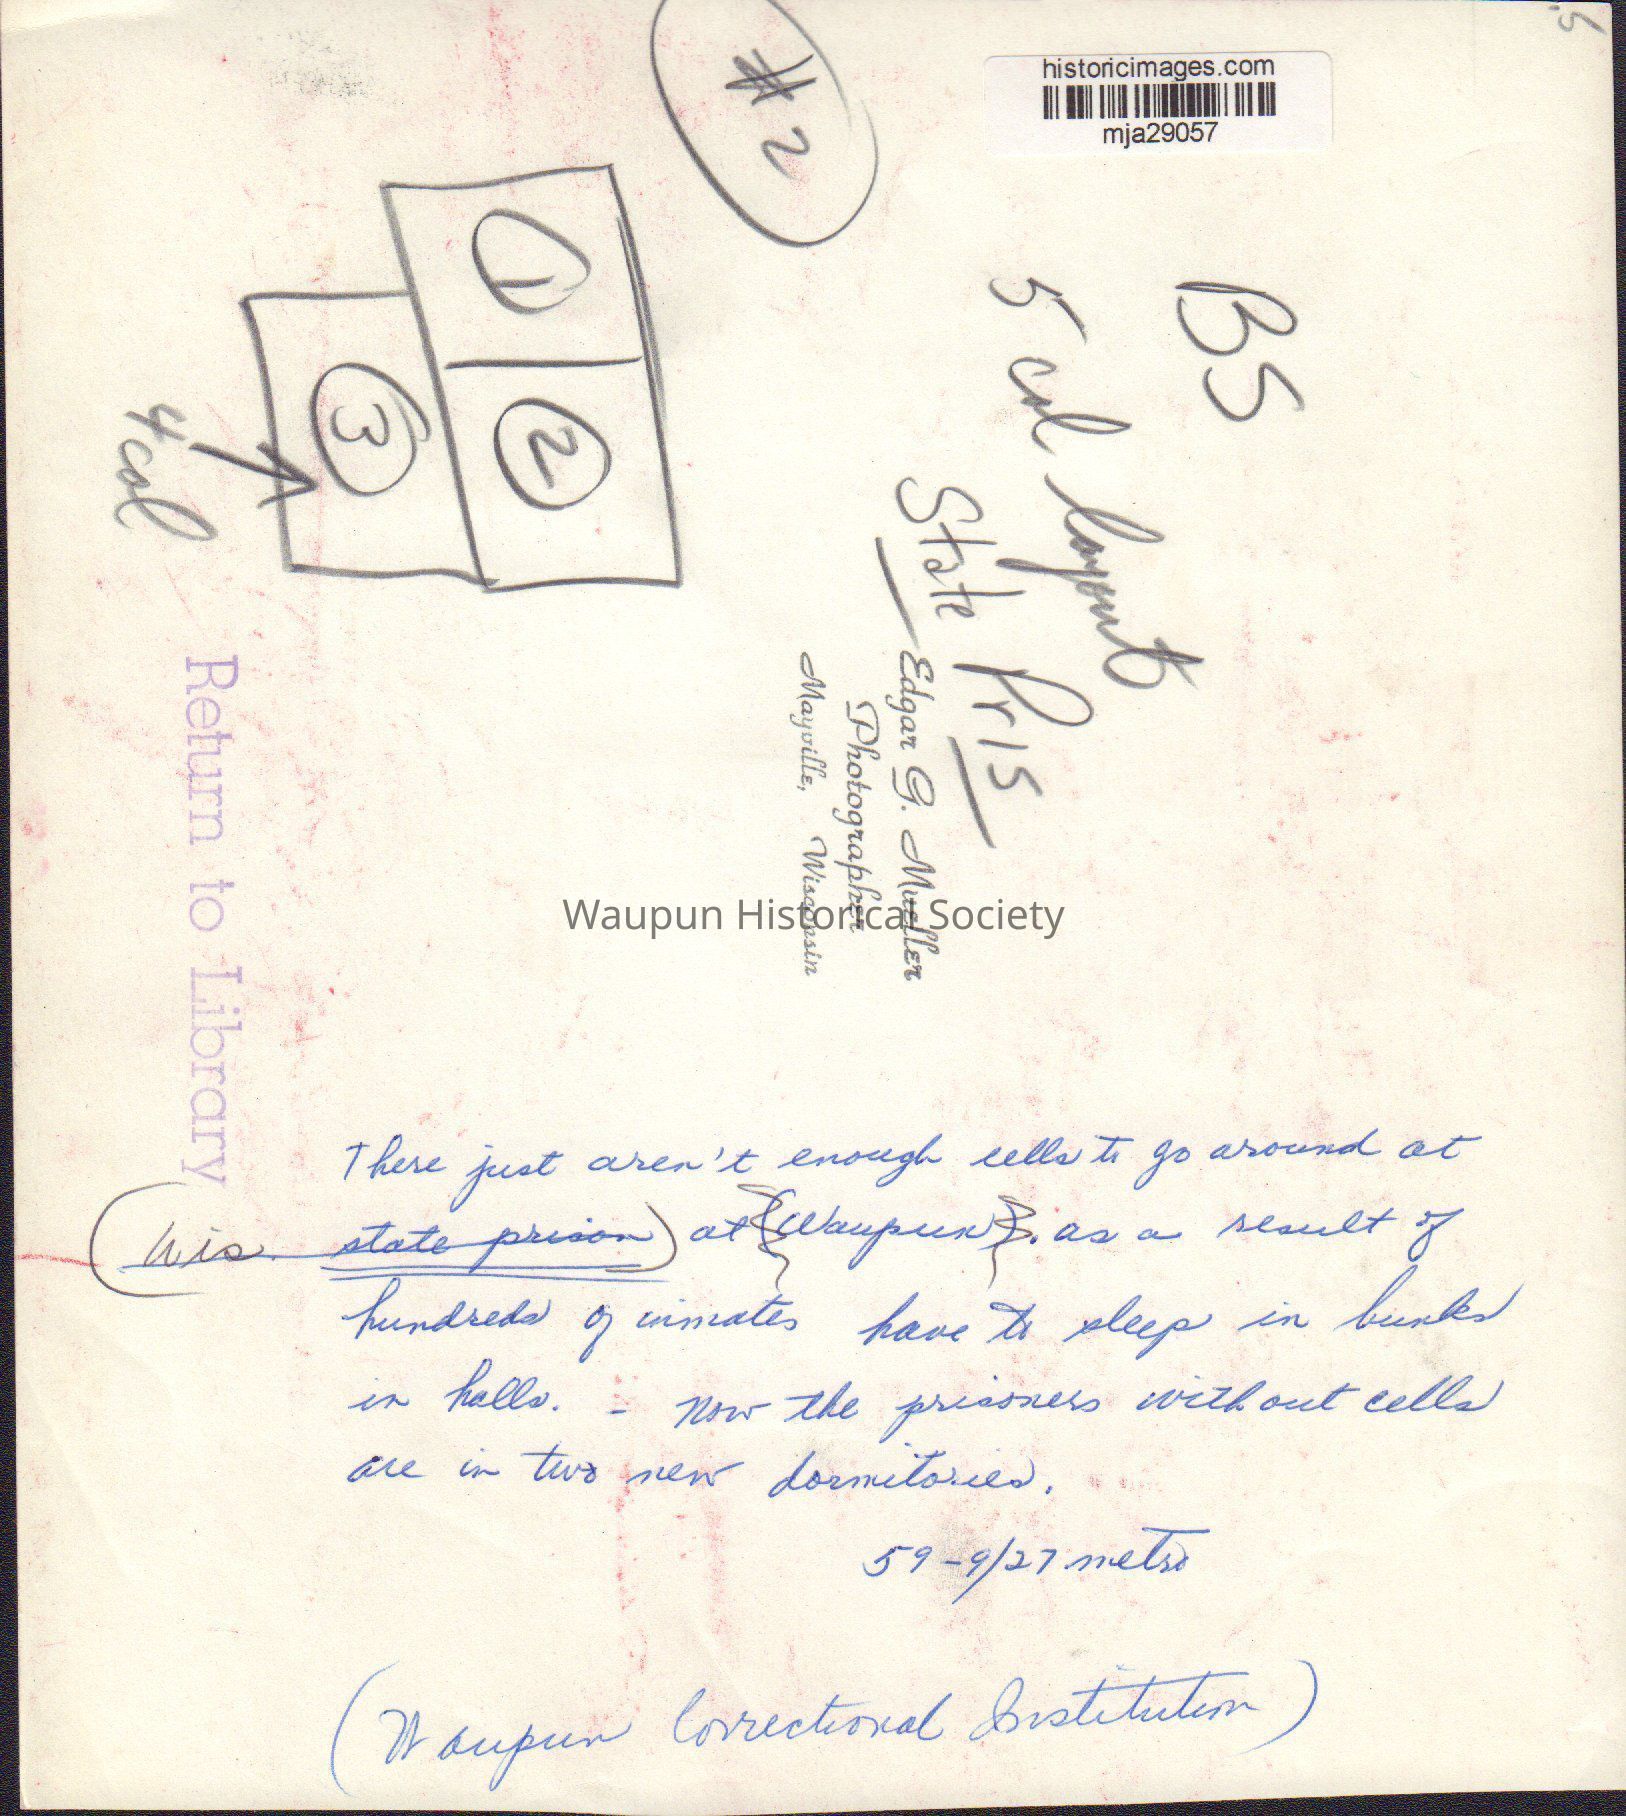 historicimages.com
mja29057
#2
BS
5 col layout
State Pris
1
2
3
4 col
Edgar G. Mueller
Photographer
Mayville, Wisconsin
Return to Library
Waupun Historical Society
There just aren't enough cells to go around at
Wis. state prison) at {Waupun}. as a result of
hundreds of inmates have to sleep in bunks
in halls. - now the prisoners without cells
are in two new dormitories.
59-9/27 metro
(Waupun Correctional Institution)